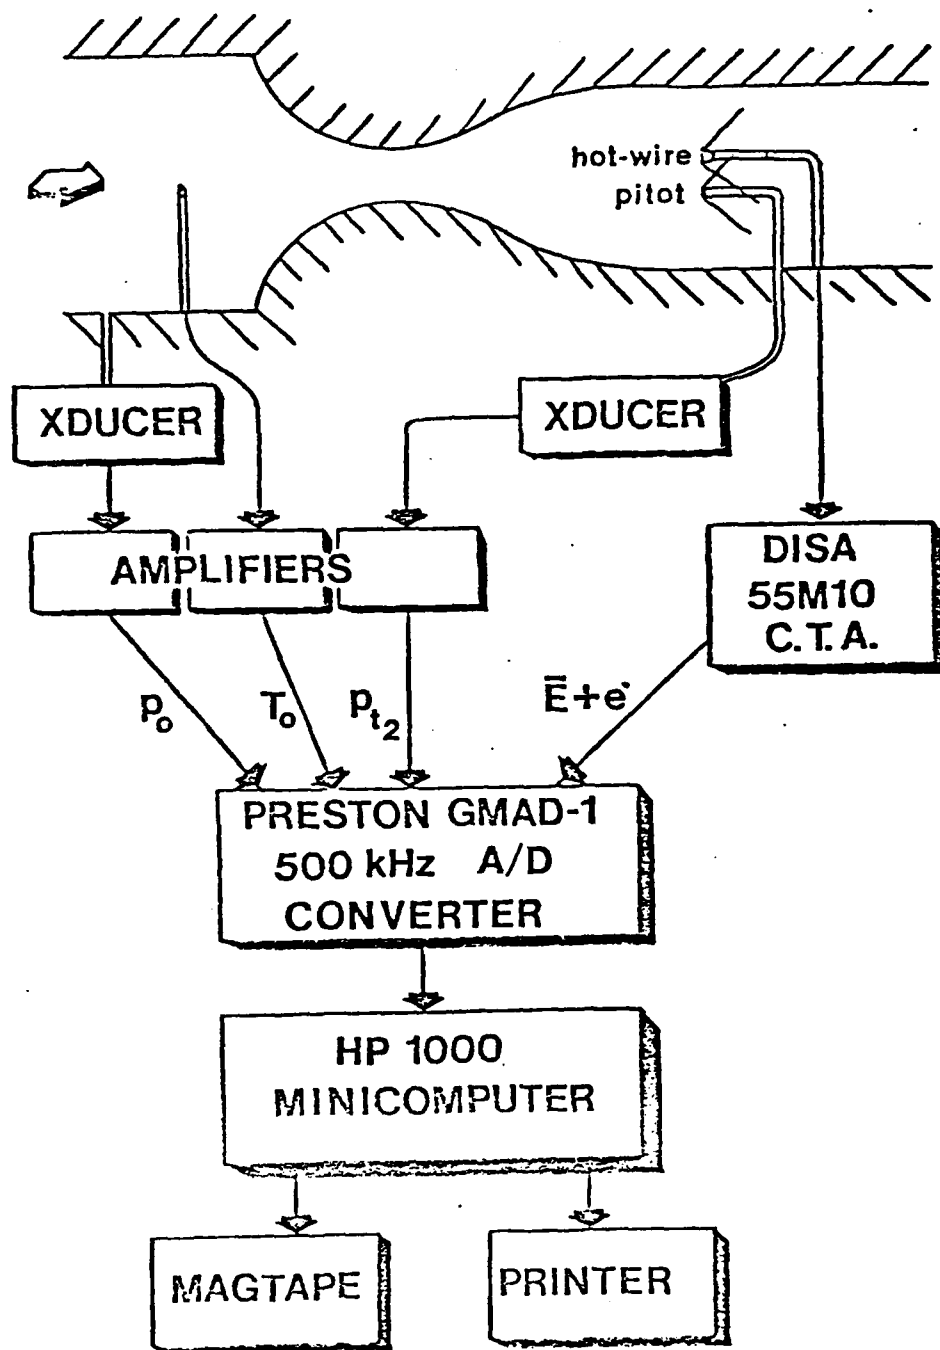 hot-wire
pitot
XDUCER
XDUCER
AMPLIFIERS
DISA
55M10
C.T.A.
p₀
T₀
pₜ₂
E̅+e'
PRESTON GMAD-1
500 kHz A/D
CONVERTER
HP 1000
MINICOMPUTER
MAGTAPE
PRINTER